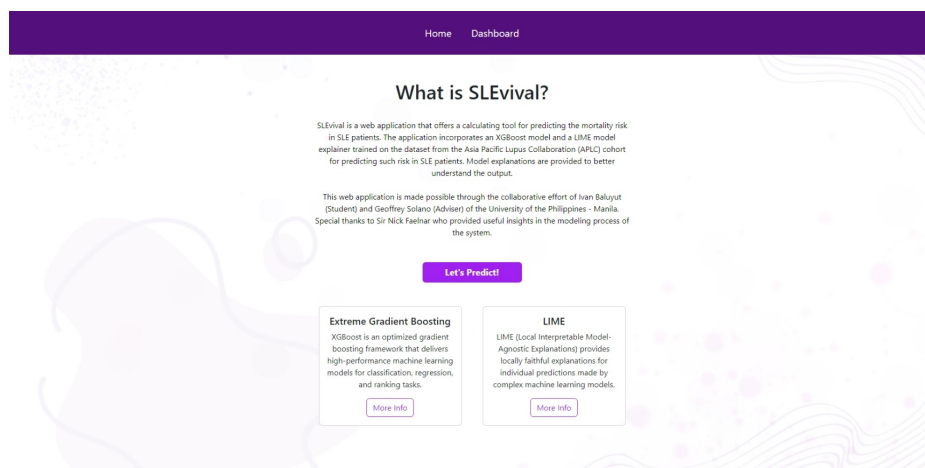 Home Dashboard
What is SLEvival?
SLEvival is a web application that offers a calculating tool for predicting the mortality risk
in SLE patients. The application incorporates an XGBoost model and a LIME model
explainer trained on the dataset from the Asia Pacific Lupus Collaboration (APLC) cohort
for predicting such risk in SLE patients. Model explanations are provided to better
understand the output.
This web application is made possible through the collaborative effort of Ivan Baluyut
(Student) and Geoffrey Solano (Adviser) of the University of the Philippines - Manila.
Special thanks to Sir Nick Faelnar who provided useful insights in the modeling process of
the system.
Let's Predict!
Extreme Gradient Boosting
XGBoost is an optimized gradient
boosting framework that delivers
high-performance machine learning
models for classification, regression,
and ranking tasks.
More Info
LIME
LIME (Local Interpretable Model-
Agnostic Explanations) provides
locally faithful explanations for
individual predictions made by
complex machine learning models.
More Info